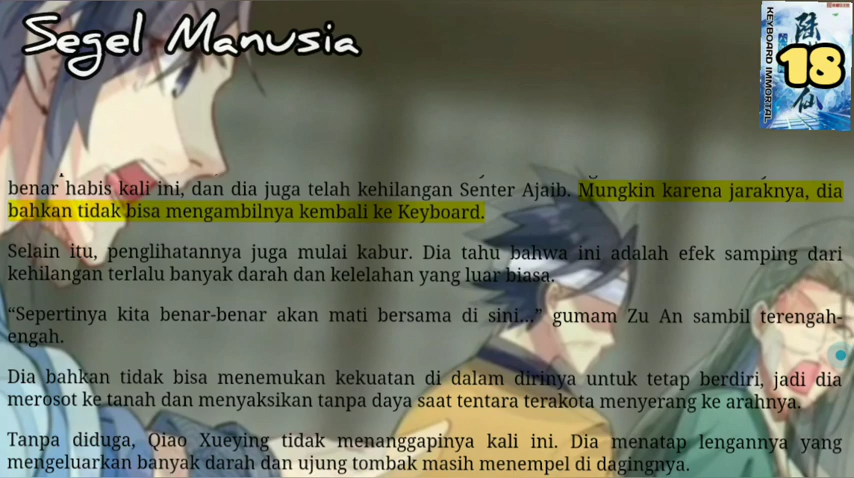 Segel Manusia
KEYBOARD IMMORTAL
18
benar habis kali ini, dan dia juga telah kehilangan Senter Ajaib. Mungkin karena jaraknya, dia
bahkan tidak bisa mengambilnya kembali ke Keyboard.
Selain itu, penglihatannya juga mulai kabur. Dia tahu bahwa ini adalah efek samping dari
kehilangan terlalu banyak darah dan kelelahan yang luar biasa.
“Sepertinya kita benar-benar akan mati bersama di sini...” gumam Zu An sambil terengah-
engah.
Dia bahkan tidak bisa menemukan kekuatan di dalam dirinya untuk tetap berdiri, jadi dia
merosot ke tanah dan menyaksikan tanpa daya saat tentara terakota menyerang ke arahnya.
Tanpa diduga, Qiao Xueying tidak menanggapinya kali ini. Dia menatap lengannya yang
mengeluarkan banyak darah dan ujung tombak masih menempel di dagingnya.